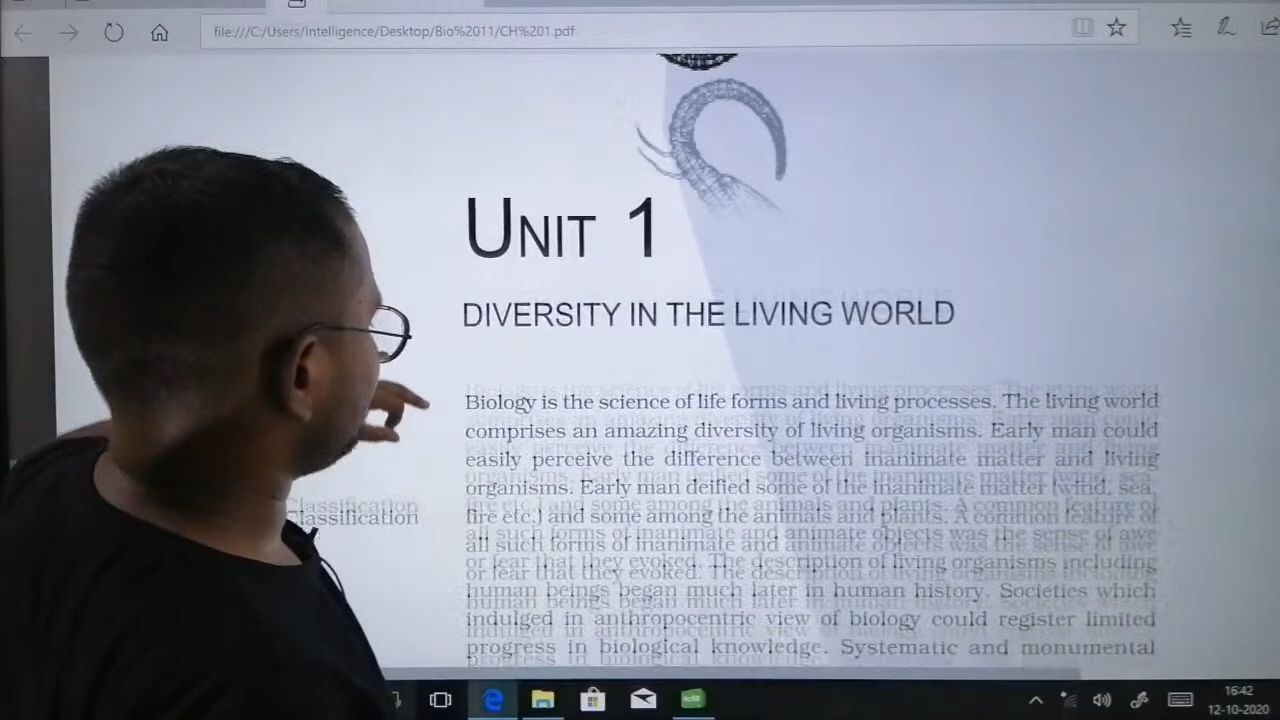 file:///C:/Users/Intelligence/Desktop/Bio%2011/CH%201.pdf
UNIT 1
DIVERSITY IN THE LIVING WORLD
Biology is the science of life forms and living processes. The living world
comprises an amazing diversity of living organisms. Early man could
easily perceive the difference between inanimate matter and living
organisms. Early man deified some of the inanimate matter (wind, sea,
fire etc.) and some among the animals and plants. A common feature of
all such forms of inanimate and animate objects was the sense of awe
or fear that they evoked. The description of living organisms including
human beings began much later in human history. Societies which
indulged in anthropocentric view of biology could register limited
progress in biological knowledge. Systematic and monumental
Classification
16:42
12-10-2020